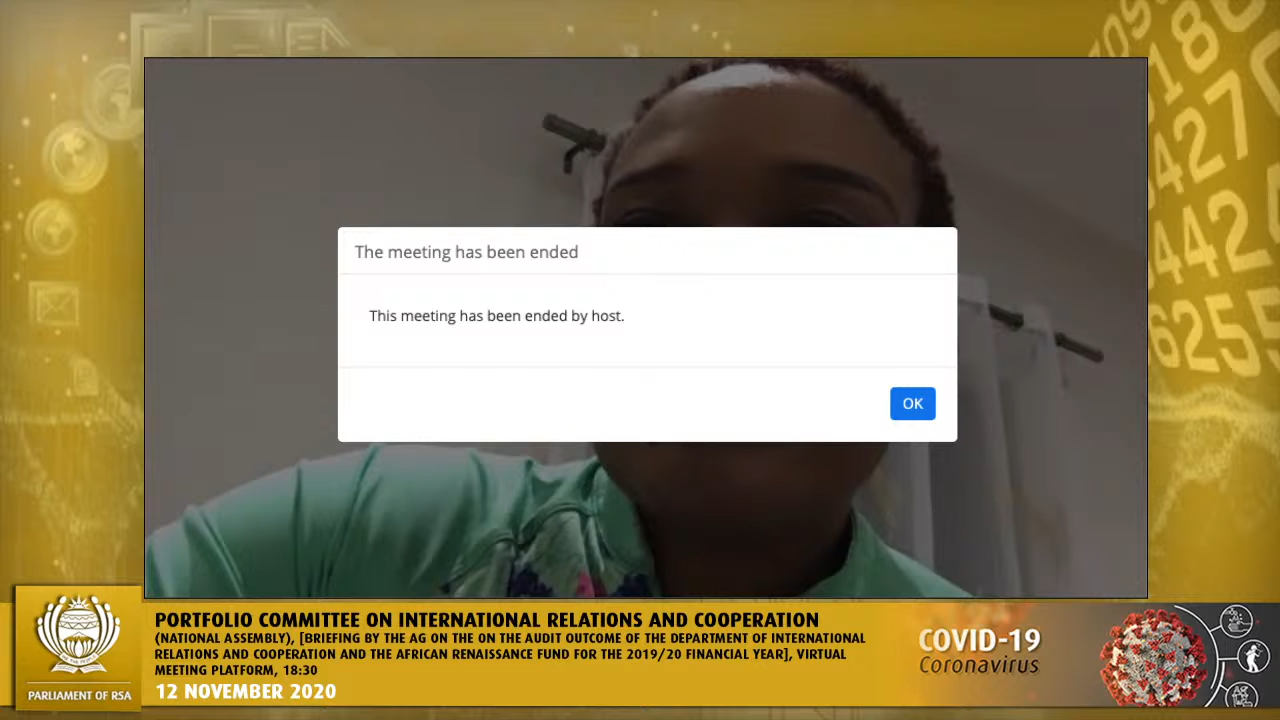 The meeting has been ended
This meeting has been ended by host.
OK
PORTFOLIO COMMITTEE ON INTERNATIONAL RELATIONS AND COOPERATION
(NATIONAL ASSEMBLY), [BRIEFING BY THE AG ON THE ON THE AUDIT OUTCOME OF THE DEPARTMENT OF INTERNATIONAL
RELATIONS AND COOPERATION AND THE AFRICAN RENAISSANCE FUND FOR THE 2019/20 FINANCIAL YEAR], VIRTUAL
MEETING PLATFORM, 18:30
12 NOVEMBER 2020
PARLIAMENT OF RSA
COVID-19
Coronavirus